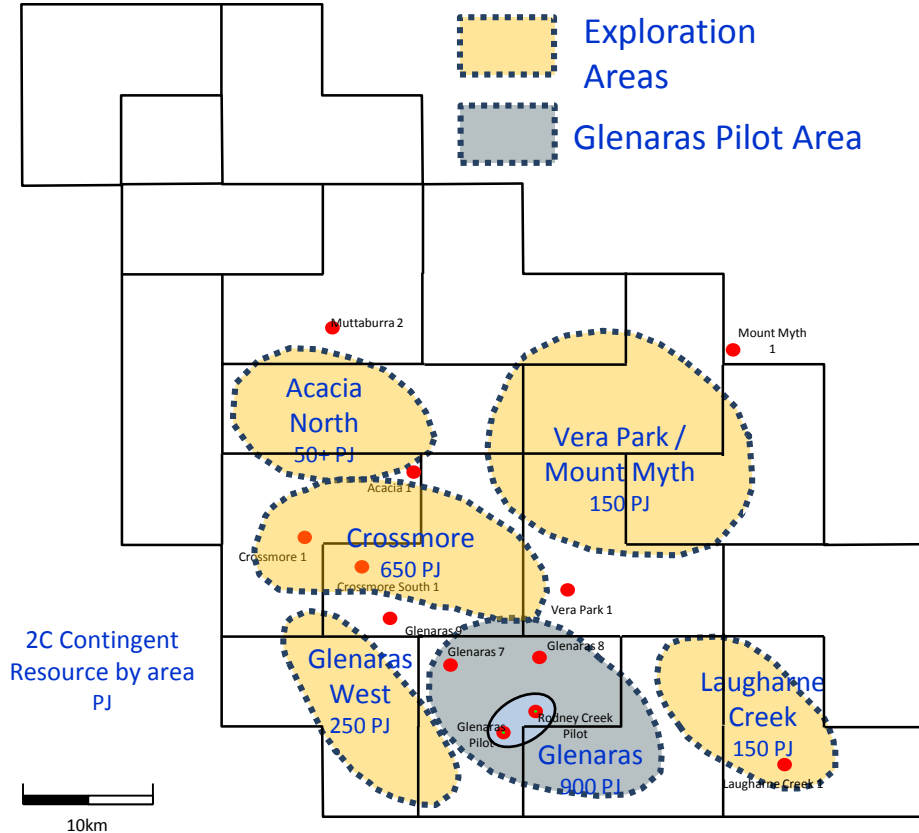 Exploration
Areas
Glenaras Pilot Area
Muttaburra 2
Mount Myth
1
Acacia
North
50+ PJ
Vera Park /
Mount Myth
150 PJ
Acacia 1
Crossmore
650 PJ
Crossmore 1
Crossmore South 1
Vera Park 1
Glenaras 9
2C Contingent
Resource by area
PJ
Glenaras
West
250 PJ
Glenaras 7
Glenaras 8
Glenaras
Pilot
Rodney Creek
Pilot
Glenaras
900 PJ
Laugharne
Creek
150 PJ
Laugharne Creek 1
10km